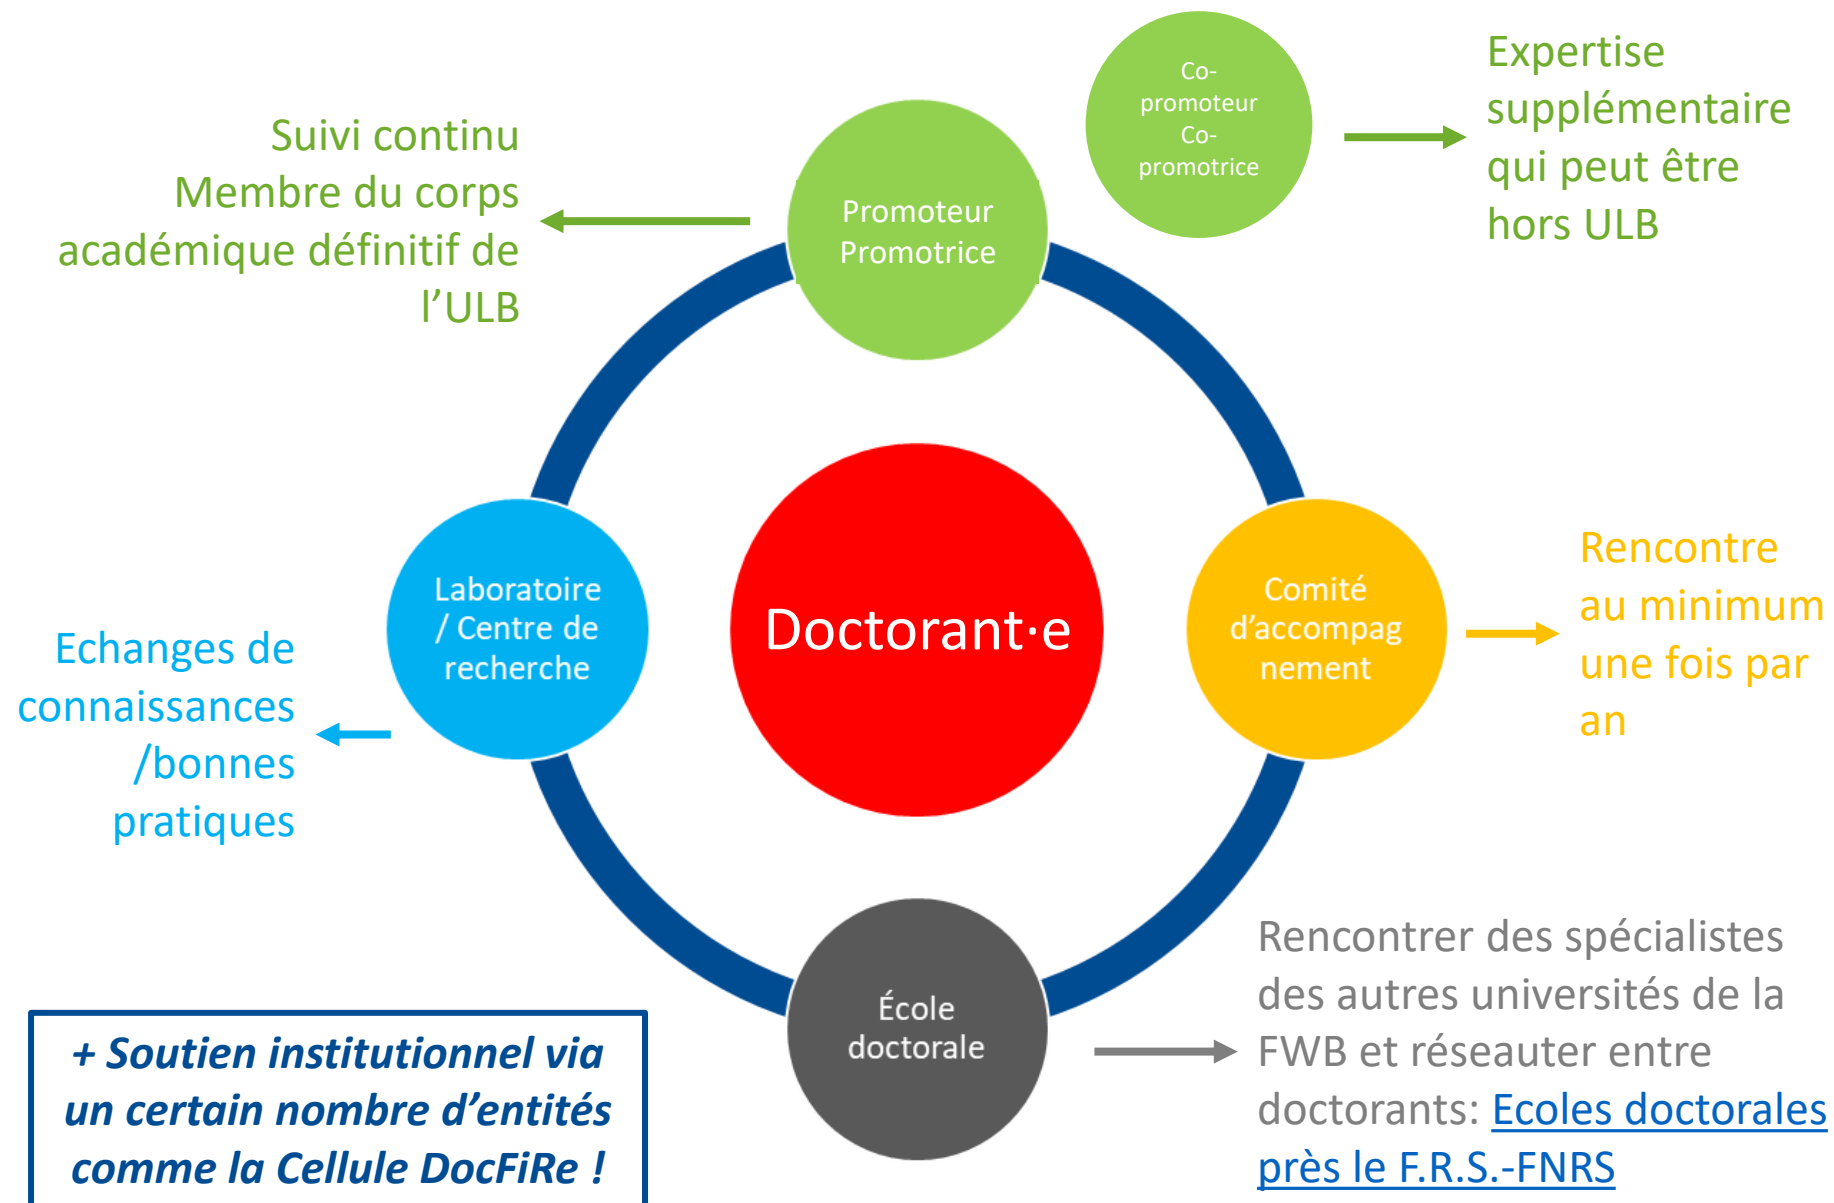 Co-
promoteur
Co-
promotrice
Expertise
supplémentaire
qui peut être
hors ULB
Suivi continu
Membre du corps
académique définitif de
l’ULB
Promoteur
Promotrice
Laboratoire
/ Centre de
recherche
Doctorant·e
Comité
d’accompag
nement
Rencontre
au minimum
une fois par
an
Echanges de
connaissances
/bonnes
pratiques
École
doctorale
Rencontrer des spécialistes
des autres universités de la
FWB et réseauter entre
doctorants: Ecoles doctorales
près le F.R.S.-FNRS
+ Soutien institutionnel via
un certain nombre d’entités
comme la Cellule DocFiRe !